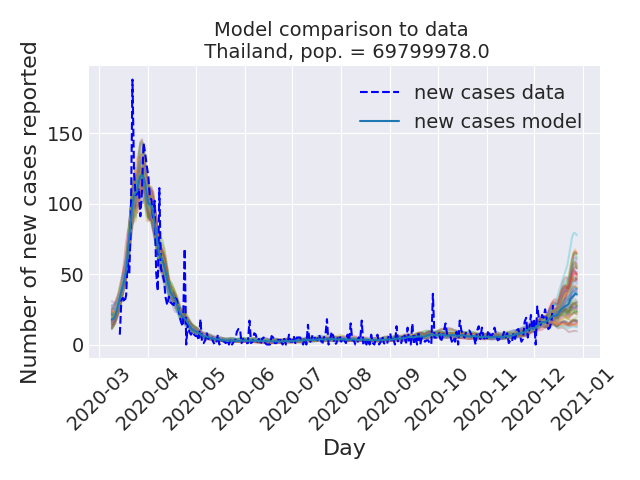 Model comparison to data
Thailand, pop. = 69799978.0
Number of new cases reported
150
100
50
0
new cases data
new cases model
2020-03
2020-04
2020-05
2020-06
2020-07
2020-08
2020-09
2020-10
2020-11
2020-12
2021-01
Day